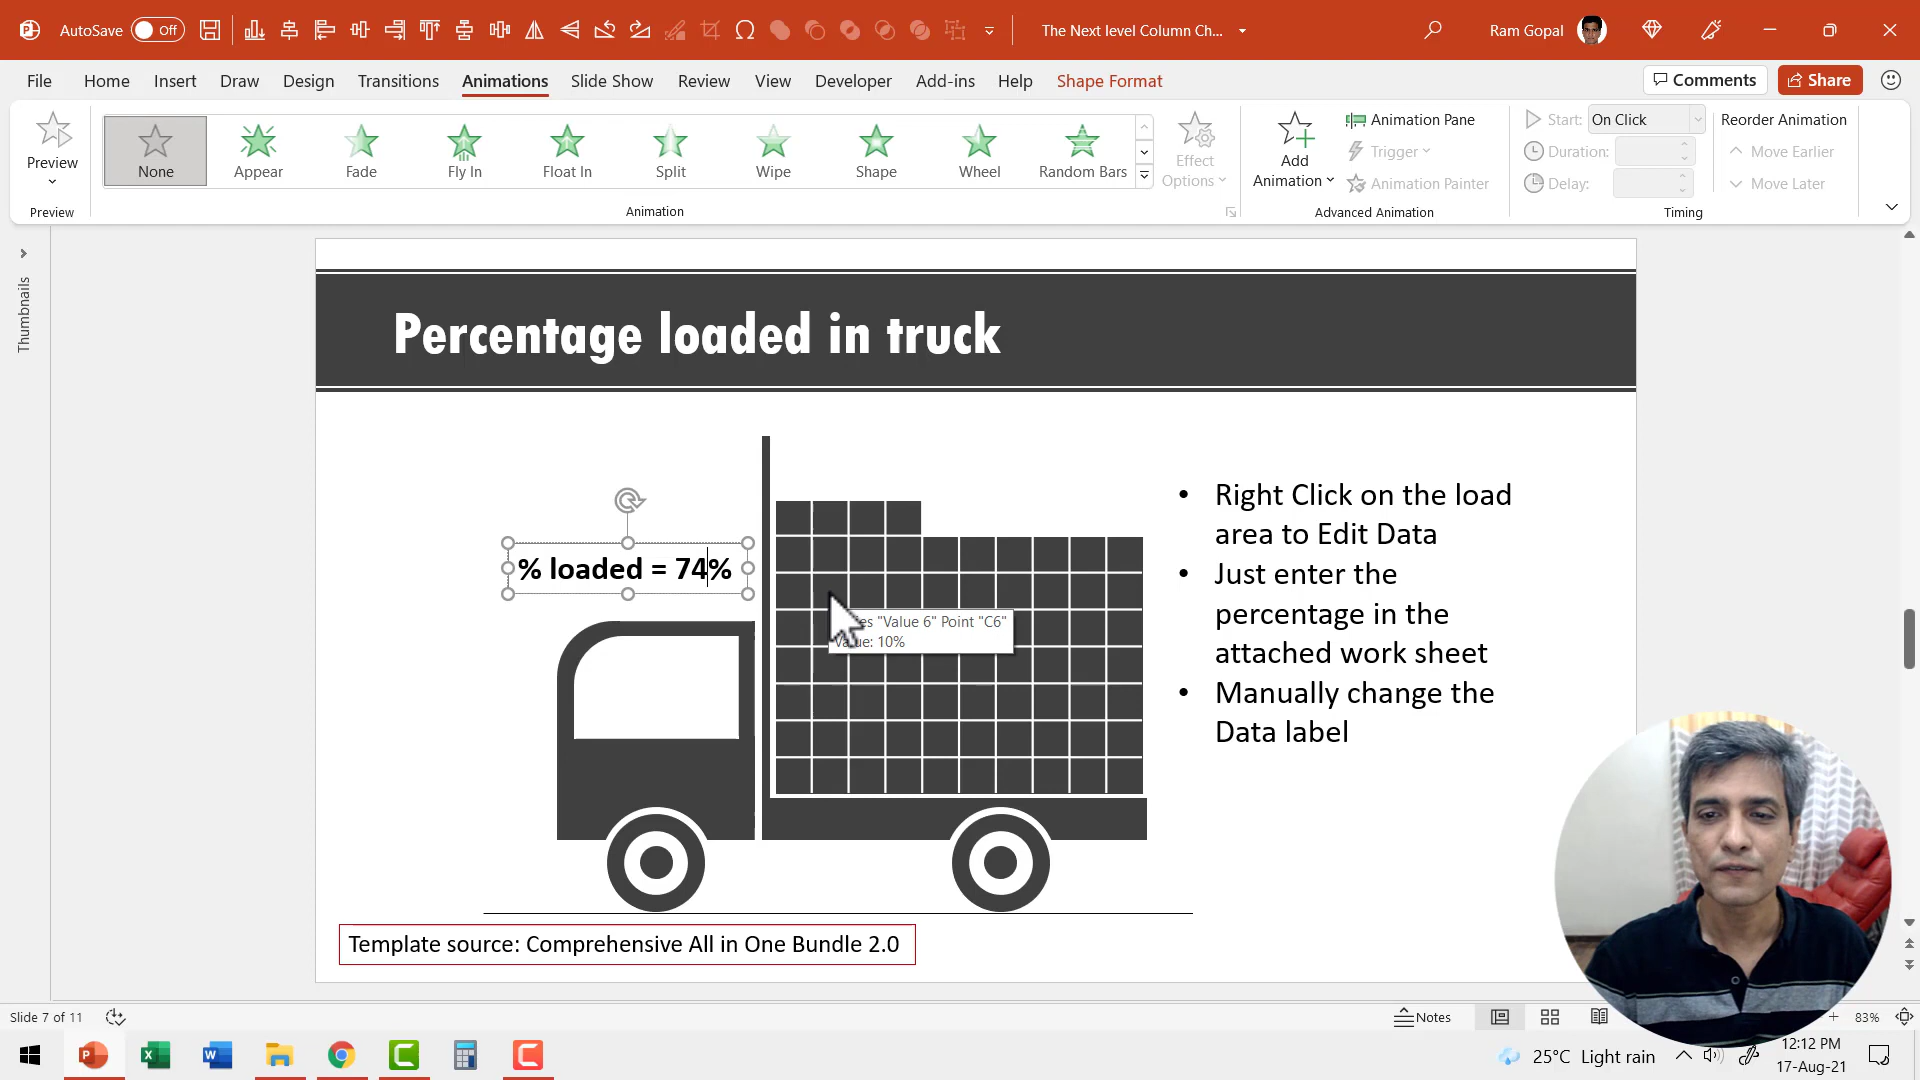 AutoSave Off The Next level Column Ch... Ram Gopal
File Home Insert Draw Design Transitions Animations Slide Show Review View Developer Add-ins Help Shape Format Comments Share
Preview
None Appear Fade Fly In Float In Split Wipe Shape Wheel Random Bars
Effect
Options
Add
Animation
Animation Pane
Trigger
Animation Painter
Start: On Click
Duration:
Delay:
Reorder Animation
Move Earlier
Move Later
Preview Animation Advanced Animation Timing
Thumbnails
Percentage loaded in truck
% loaded = 74%
"Value 6" Point "C6"
10%
• Right Click on the load
area to Edit Data
• Just enter the
percentage in the
attached work sheet
• Manually change the
Data label
Template source: Comprehensive All in One Bundle 2.0
Slide 7 of 11 Notes 83%
25°C Light rain
12:12 PM
17-Aug-21